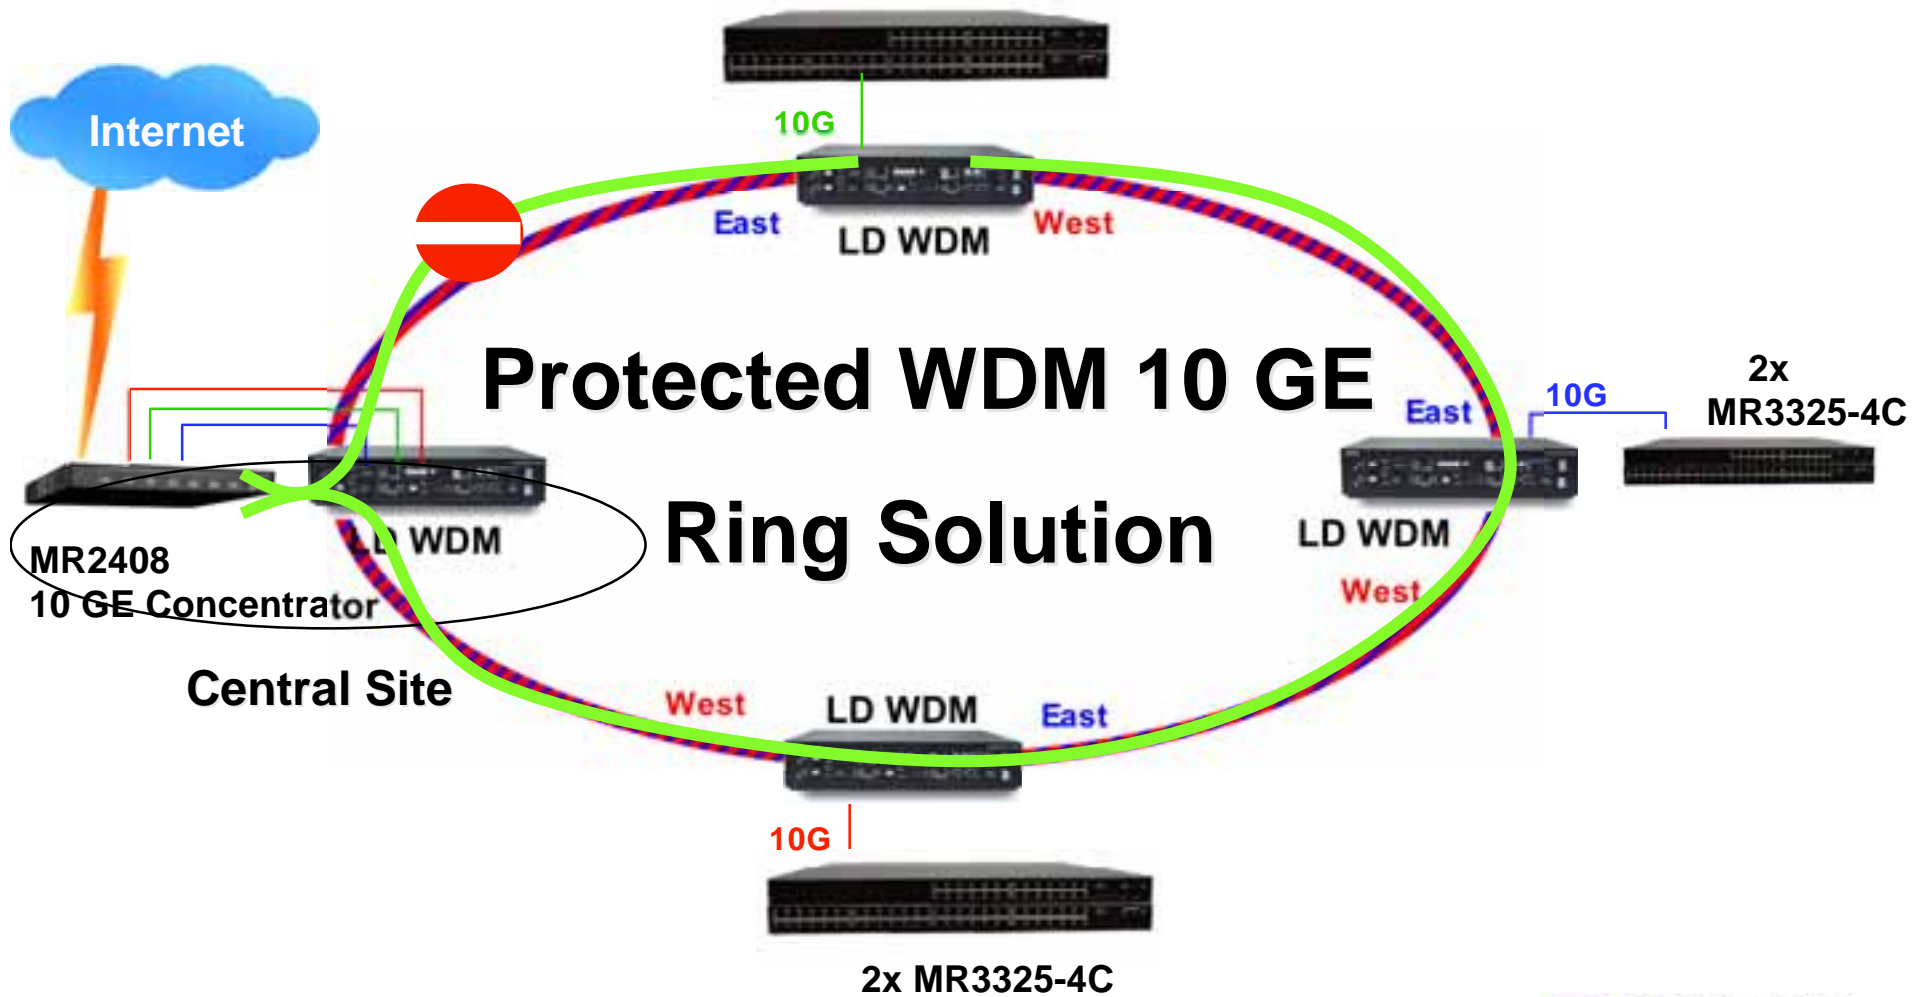 Internet
10G
East
LD WDM
West
Protected WDM 10 GE
Ring Solution
2x
MR3325-4C
10G
East
LD WDM
West
LD WDM
MR2408
10 GE Concentrator
Central Site
West
LD WDM
East
10G
2x MR3325-4C